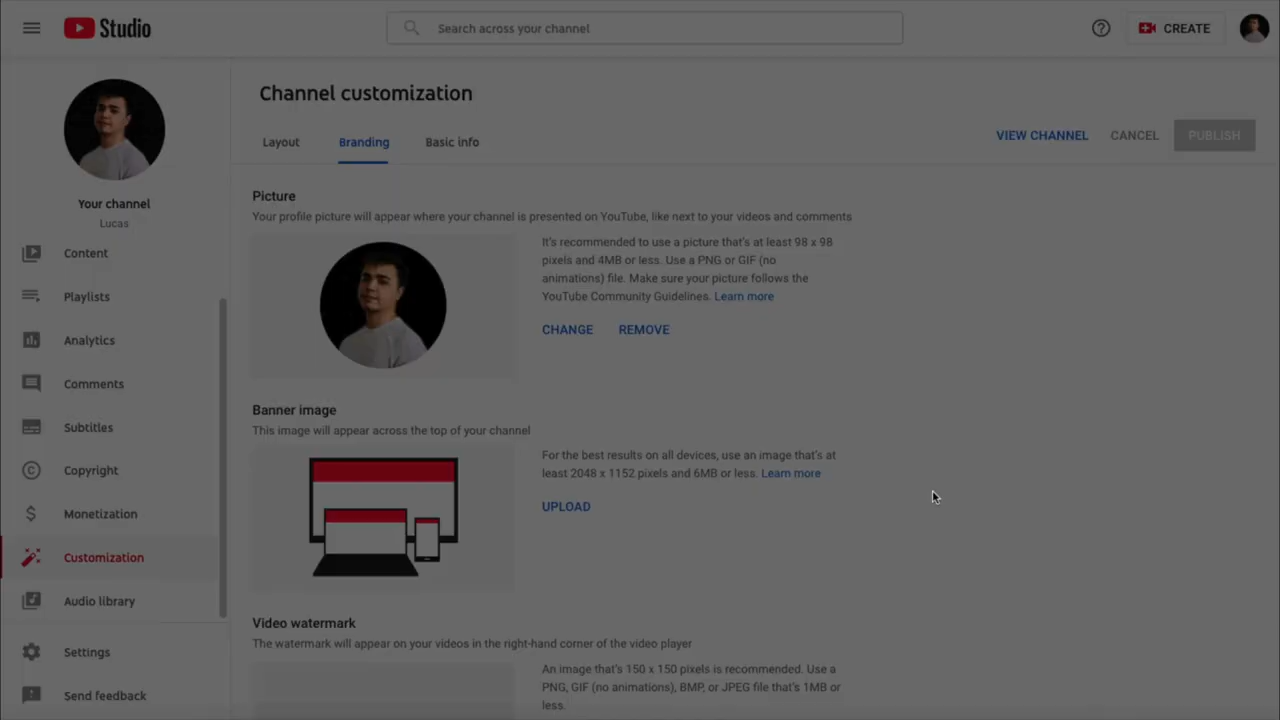 Studio
Search across your channel
CREATE
Channel customization
Layout
Branding
Basic info
VIEW CHANNEL
CANCEL
PUBLISH
Your channel
Lucas
Content
Playlists
Analytics
Comments
Subtitles
Copyright
Monetization
Customization
Audio library
Settings
Send feedback
Picture
Your profile picture will appear where your channel is presented on YouTube, like next to your videos and comments
It's recommended to use a picture that's at least 98 x 98
pixels and 4MB or less. Use a PNG or GIF (no
animations) file. Make sure your picture follows the
YouTube Community Guidelines. Learn more
CHANGE
REMOVE
Banner image
This image will appear across the top of your channel
For the best results on all devices, use an image that's at
least 2048 x 1152 pixels and 6MB or less. Learn more
UPLOAD
Video watermark
The watermark will appear on your videos in the right-hand corner of the video player
An image that's 150 x 150 pixels is recommended. Use a
PNG, GIF (no animations), BMP, or JPEG file that's 1MB or
less.